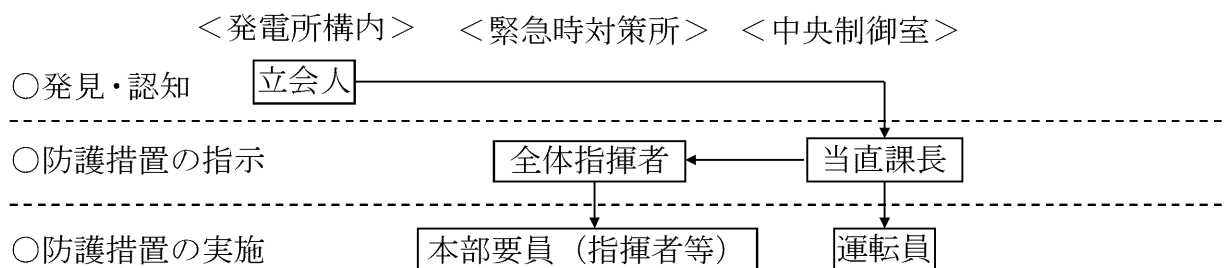 ＜発電所構内＞ ＜緊急時対策所＞ ＜中央制御室＞
○発見・認知 立会人
○防護措置の指示 全体指揮者 当直課長
○防護措置の実施 本部要員（指揮者等） 運転員